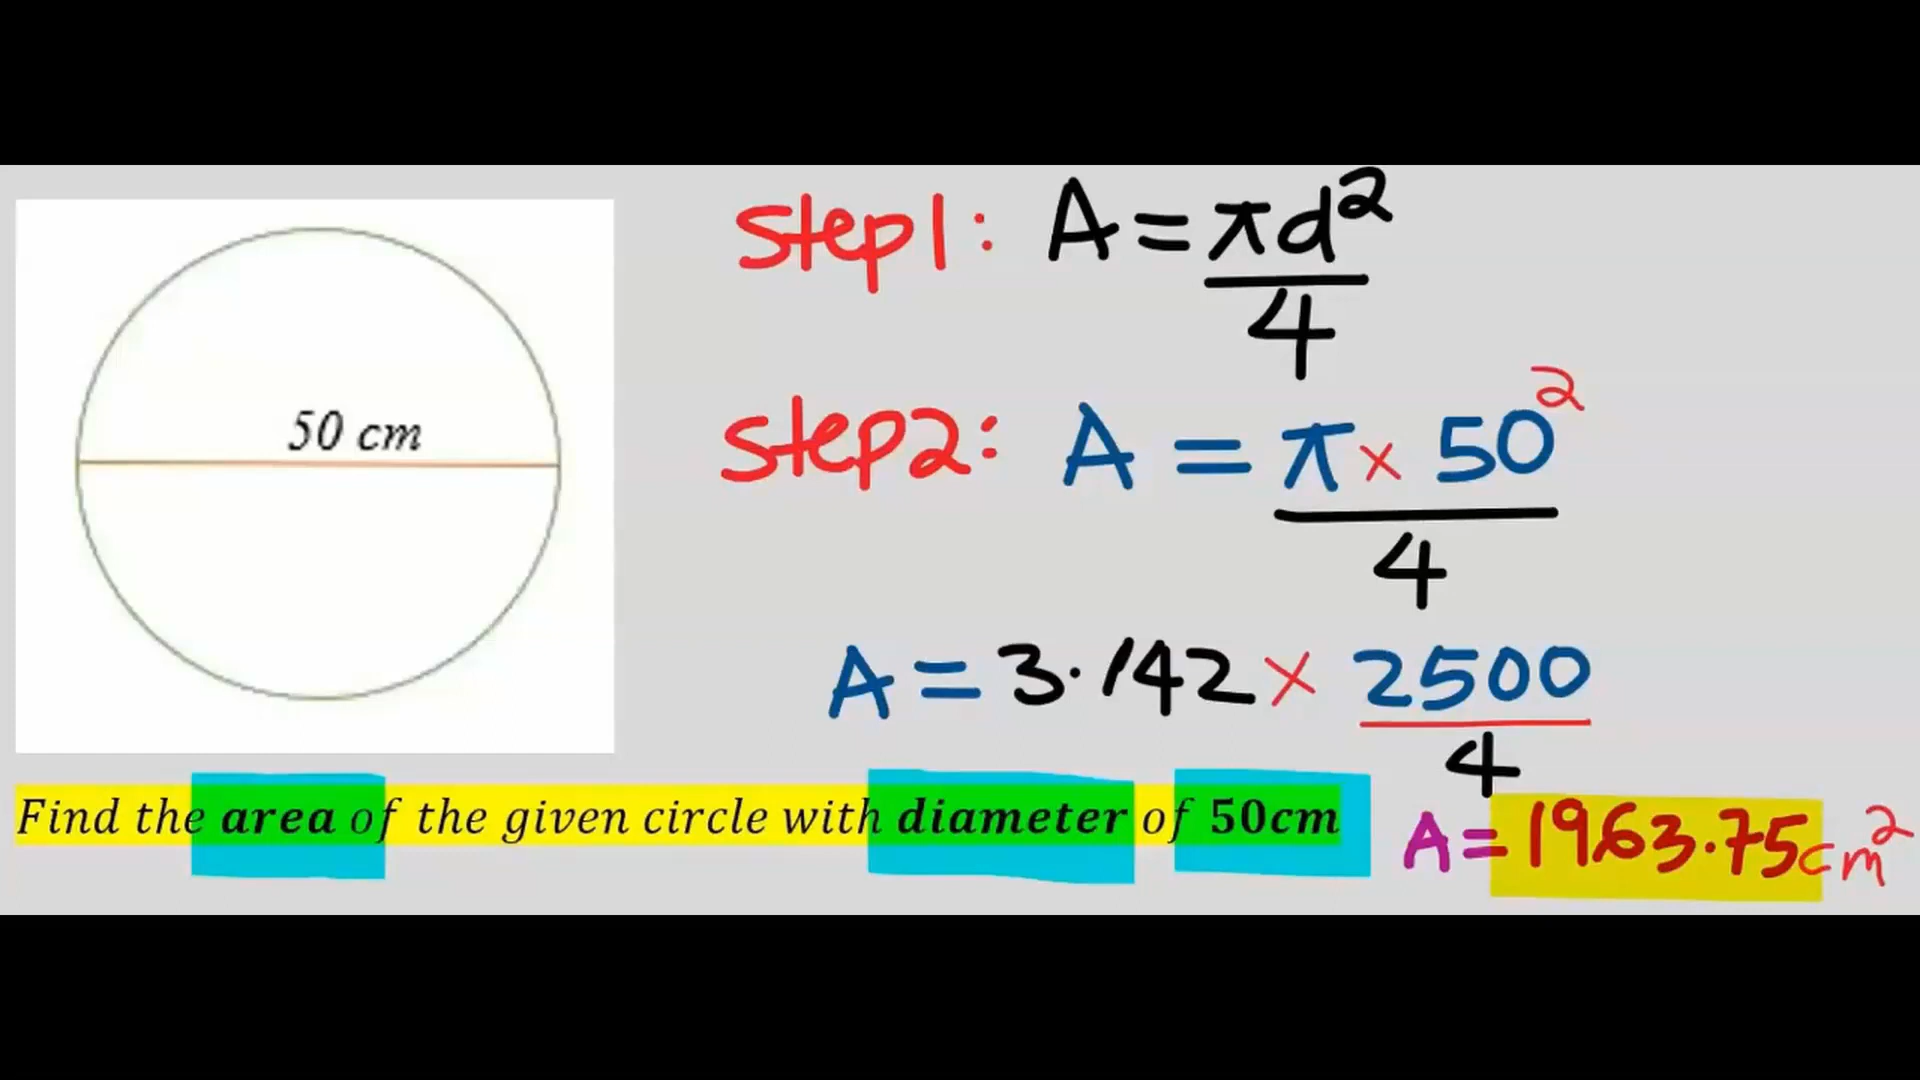 50 cm
Step1: A = πd²
4
Step2: A = π × 50²
4
A = 3.142 × 2500
4
Find the area of the given circle with diameter of 50cm
A = 1963.75cm²